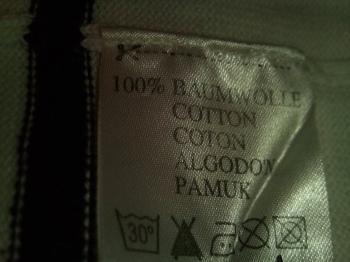 100% BAUMWOLLE
COTTON
COTON
ALGODON
PAMUK
30°